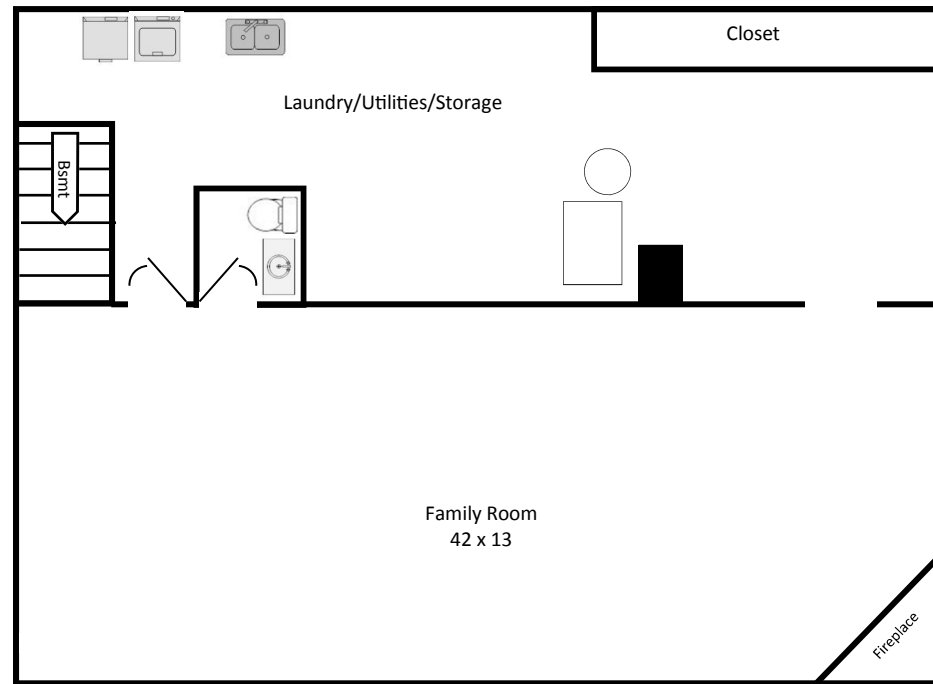 Closet
Laundry/Utilities/Storage
Bsmt
Family Room
42 x 13
Fireplace